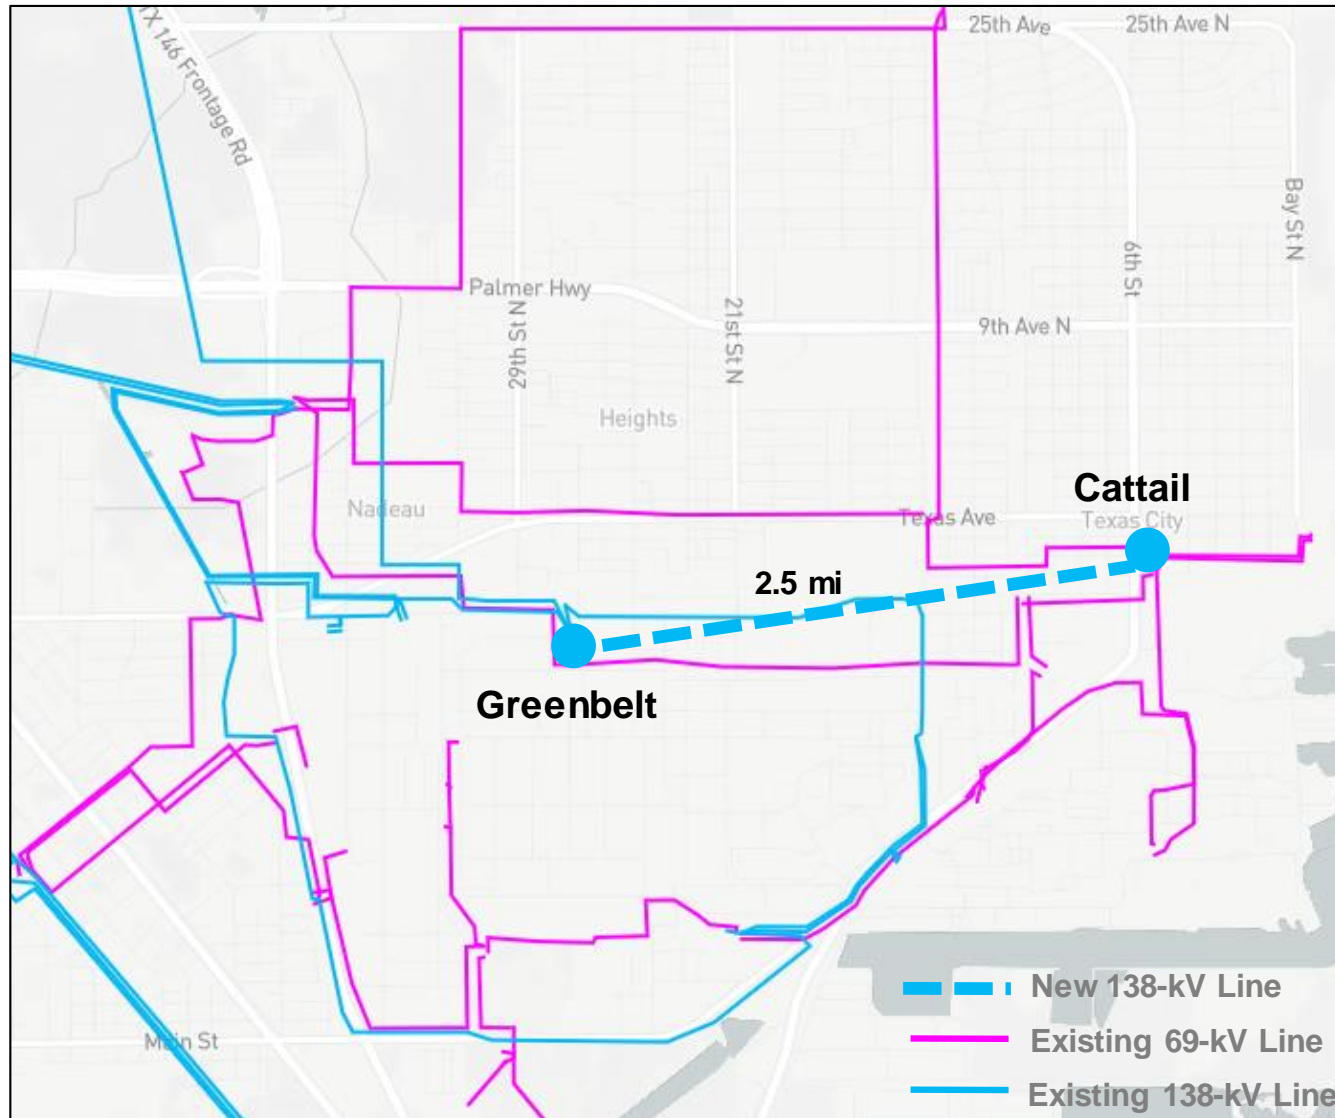 TX 146 Frontage Rd
25th Ave
25th Ave N
Bay St N
6th St
Palmer Hwy
29th St N
21st St N
9th Ave N
Heights
Cattail
Nadeau
Texas Ave
Texas City
2.5 mi
Greenbelt
New 138-kV Line
Main St
Existing 69-kV Line
Existing 138-kV Line